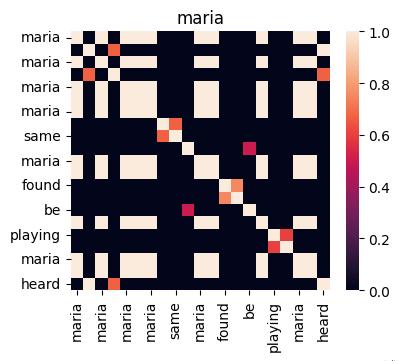 maria
maria
maria
maria
maria
same
maria
found
be
playing
maria
heard
1.0
0.8
0.6
0.4
0.2
0.0
maria
maria
maria
maria
same
maria
found
be
playing
maria
heard